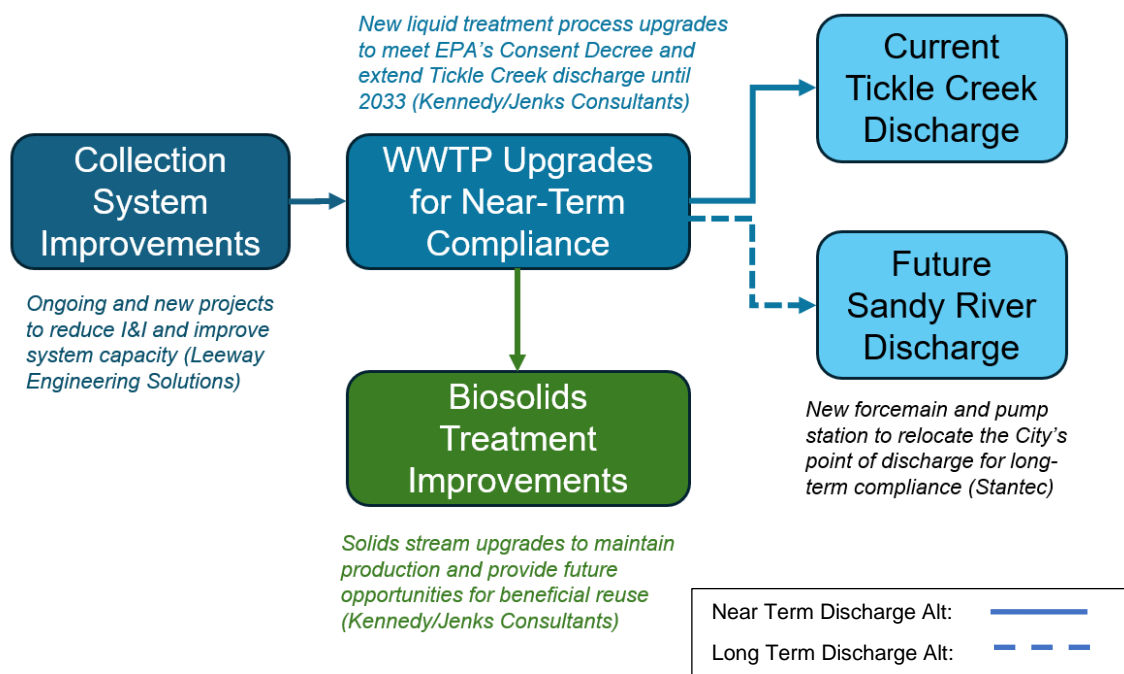 New liquid treatment process upgrades
to meet EPA's Consent Decree and
extend Tickle Creek discharge until
2033 (Kennedy/Jenks Consultants)
Current
Tickle Creek
Discharge
Collection
System
Improvements
WWTP Upgrades
for Near-Term
Compliance
Future
Sandy River
Discharge
Ongoing and new projects
to reduce I&I and improve
system capacity (Leeway
Engineering Solutions)
Biosolids
Treatment
Improvements
New forcemain and pump
station to relocate the City's
point of discharge for long-
term compliance (Stantec)
Solids stream upgrades to maintain
production and provide future
opportunities for beneficial reuse
(Kennedy/Jenks Consultants)
Near Term Discharge Alt:
Long Term Discharge Alt: